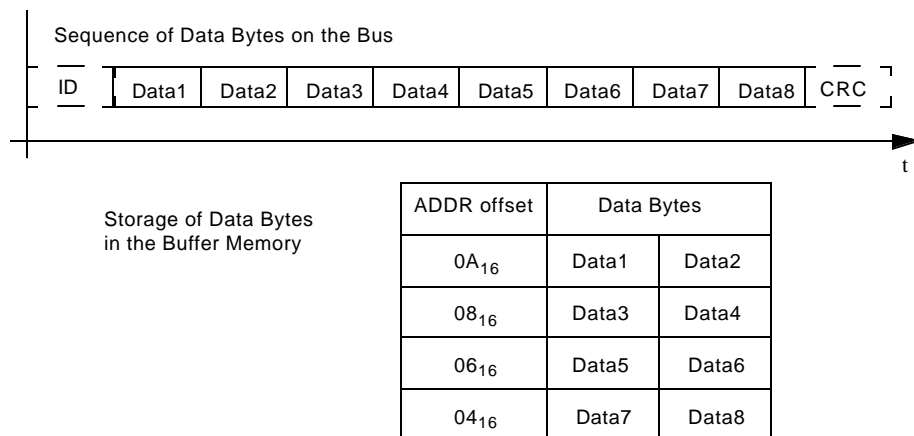 Sequence of Data Bytes on the Bus
ID Data1 Data2 Data3 Data4 Data5 Data6 Data7 Data8 CRC
t
Storage of Data Bytes
in the Buffer Memory
ADDR offset Data Bytes
0A16 Data1 Data2
0816 Data3 Data4
0616 Data5 Data6
0416 Data7 Data8